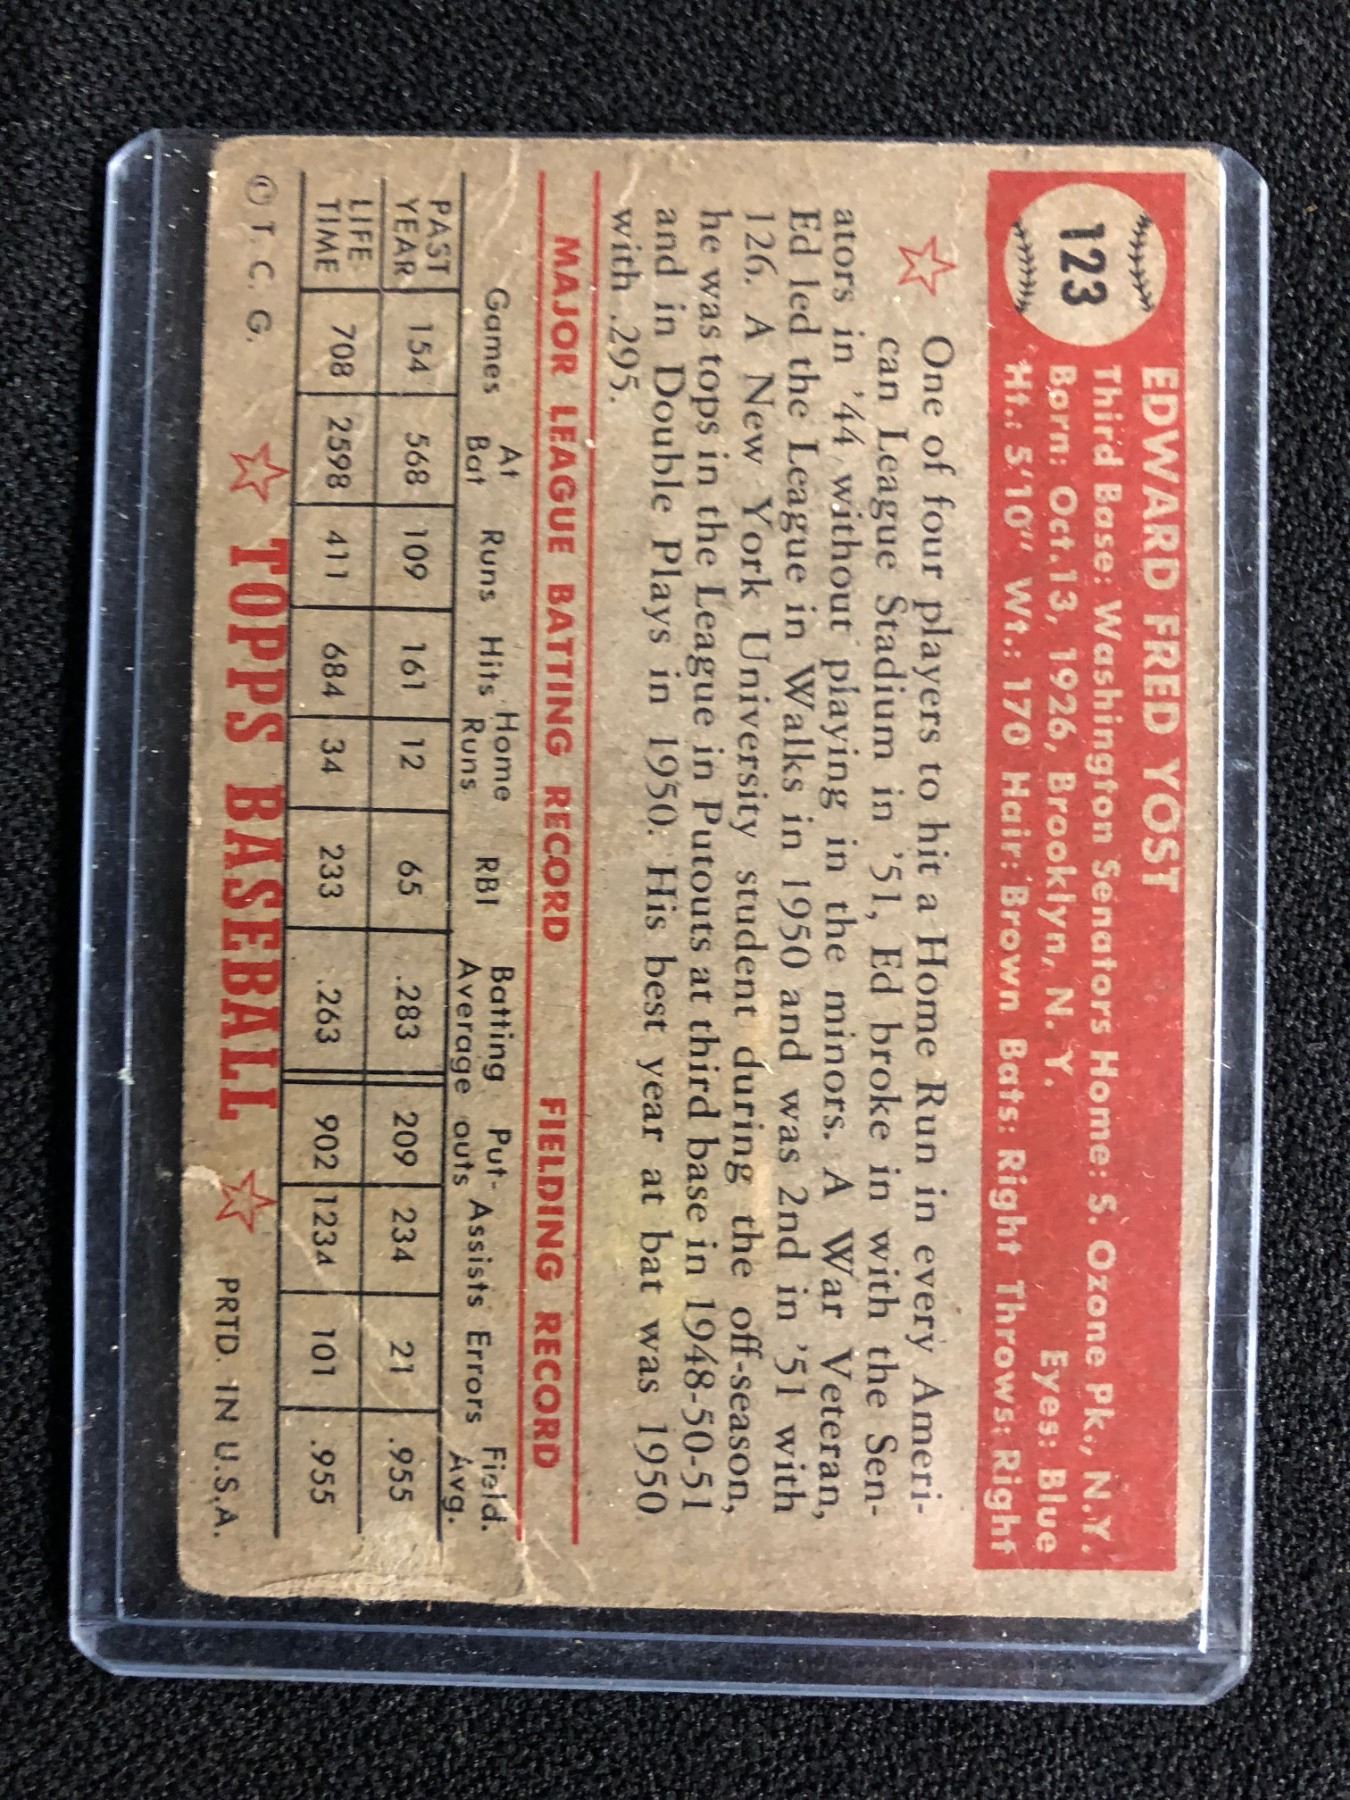 123
EDWARD FRED YOST
Third Base: Washington Senators Home: S. Ozone Pk., N.Y.
Born: Oct. 13, 1926, Brooklyn, N. Y. Eyes: Blue
Ht.: 5'10" Wt.: 170 Hair: Brown Bats: Right Throws: Right
One of four players to hit a Home Run in every Ameri-
can League Stadium in '51, Ed broke in with the Sen-
ators in '44 without playing in the minors. A War Veteran,
Ed led the League in Walks in 1950 and was 2nd in '51 with
126. A New York University student during the off-season,
he was tops in the League in Putouts at third base in 1948-50-51
and in Double Plays in 1950. His best year at bat was 1950
with .295.
MAJOR LEAGUE BATTING RECORD FIELDING RECORD
Games At Bat Runs Hits Home Runs RBI Batting Average Put-outs Assists Errors Field. Avg.
PAST YEAR 154 568 109 161 12 65 .283 209 234 21 .955
LIFE TIME 708 2598 411 684 34 233 .263 902 1234 101 .955
© T. C. G. TOPPS BASEBALL PRTD. IN U.S.A.